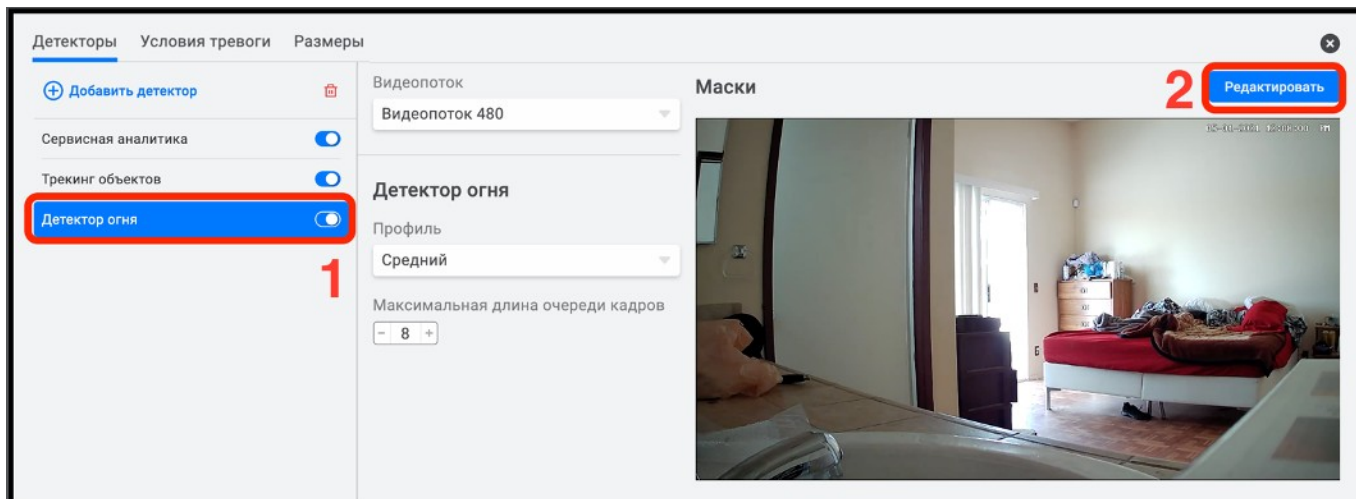 Детекторы Условия тревоги Размеры
Добавить детектор
Сервисная аналитика
Трекинг объектов
Детектор огня
1
Видеопоток
Видеопоток 480
Детектор огня
Профиль
Средний
Максимальная длина очереди кадров
- 8 +
Маски
2
Редактировать